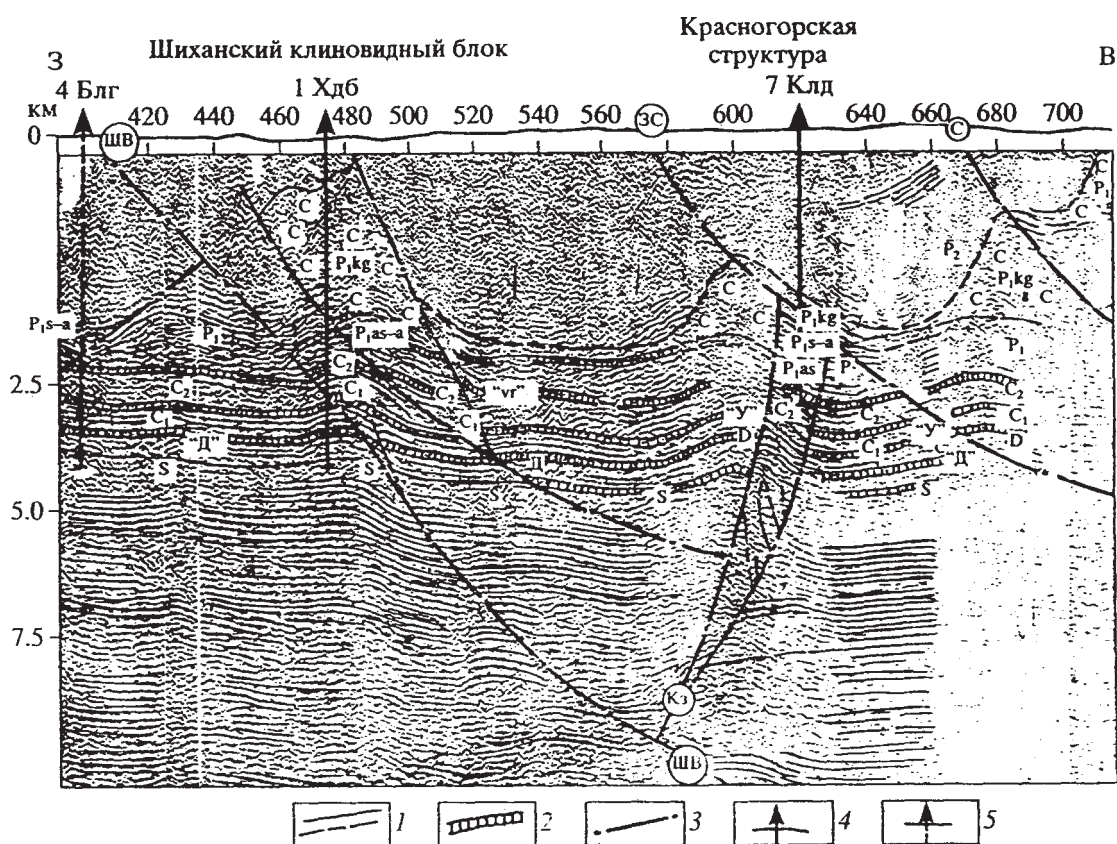 Красногорская
Шиханский клиновидный блок
структура
З
В
4 Блг
1 Хдб
7 Клд
км
420 440 460 480 500 520 540 560 600 640 660 680 700
0
ШВ
ЗС
С
C
P₁
C
C
C
P₂
C
C
P₁kg
C
P₁kg
C
C
C
C
C
C
P₁kg
P₁s–a
P₁
P₁as–a
P₁s–a
P₁
P₁as
P
2.5
C₂
C₂
C₁
C₂
"vr"
C₂
C₂
C₂
C₁
C₁
"У"
"У"
C₁
"Д"
C₁
"Д"
D
C₁
D
"Д"
S
S
S
S
S
5.0
7.5
Кз
ШВ
1
2
3
4
5